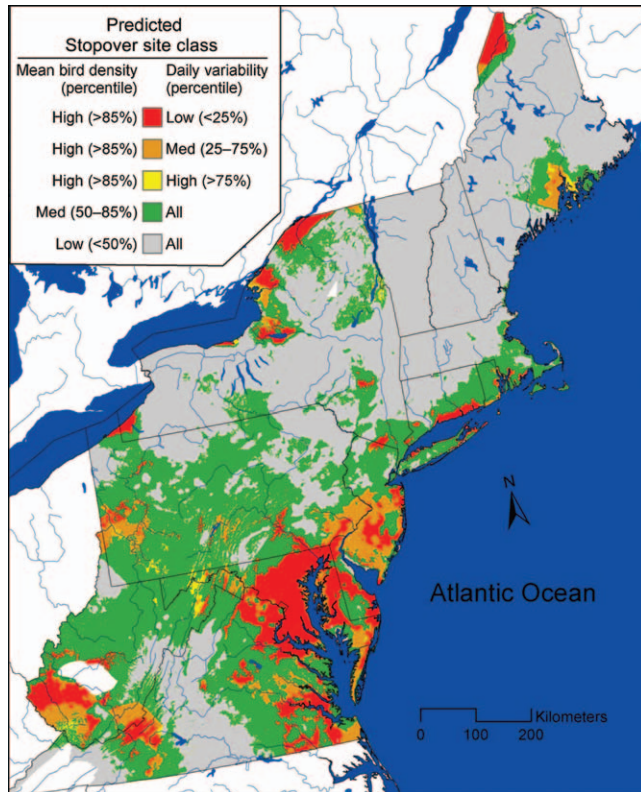 Predicted
Stopover site class
Mean bird density
(percentile)
Daily variability
(percentile)
High (>85%) Low (<25%)
High (>85%) Med (25–75%)
High (>85%) High (>75%)
Med (50–85%) All
Low (<50%) All
N
Atlantic Ocean
Kilometers
0 50 100 200